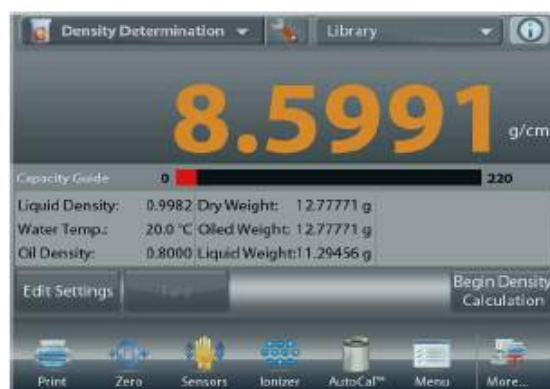 Density Determination Library
8.5991 g/cm
Capacity Guide 0 220
Liquid Density: 0.9982 Dry Weight: 12.77771 g
Water Temp.: 20.0 °C Oiled Weight: 12.77771 g
Oil Density: 0.8000 Liquid Weight: 11.29456 g
Edit Settings Begin Density
Calculation
Print Zero Sensors Ionizer AutoCal™ Menu More...